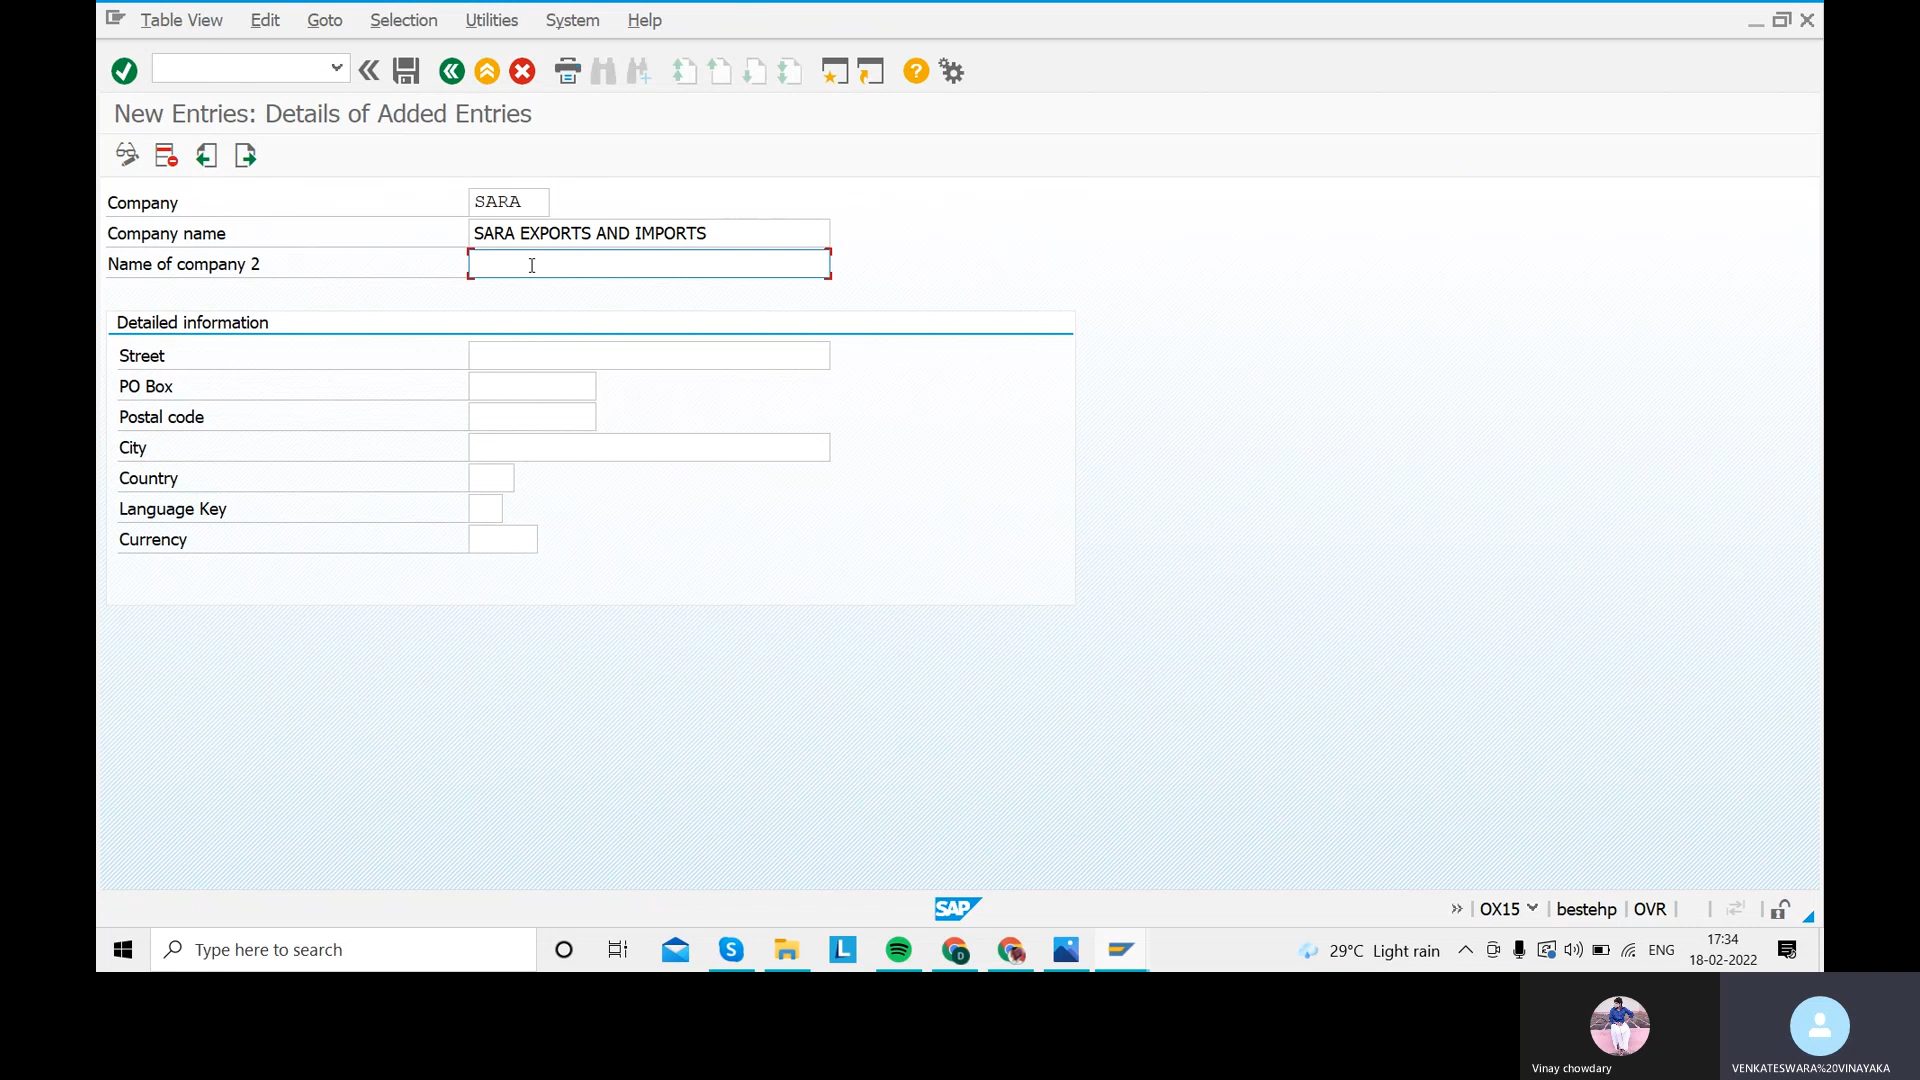 Table View Edit Goto Selection Utilities System Help
New Entries: Details of Added Entries
Company SARA
Company name SARA EXPORTS AND IMPORTS
Name of company 2
Detailed information
Street
PO Box
Postal code
City
Country
Language Key
Currency
SAP OX15 bestehp OVR
Type here to search S L 29°C Light rain ENG 17:34
18-02-2022
Vinay chowdary VENKATESWARA%20VINAYAKA